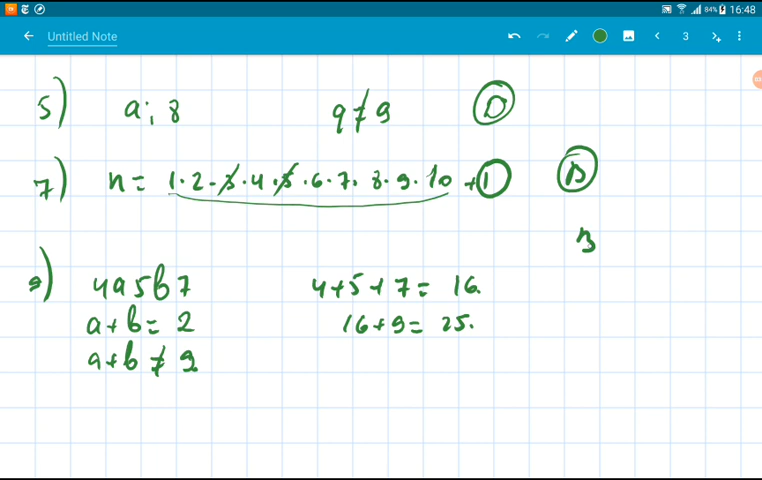 84% 16:48
Untitled Note
3
5) a ⋮ 8 q ≠ 9 D
7) n = 1·2·3·4·5·6·7·8·9·10 + 1 B
3
9) 4a5b7 4+5+7 = 16.
a+b = 2 16+9 = 25.
a+b ≠ 9